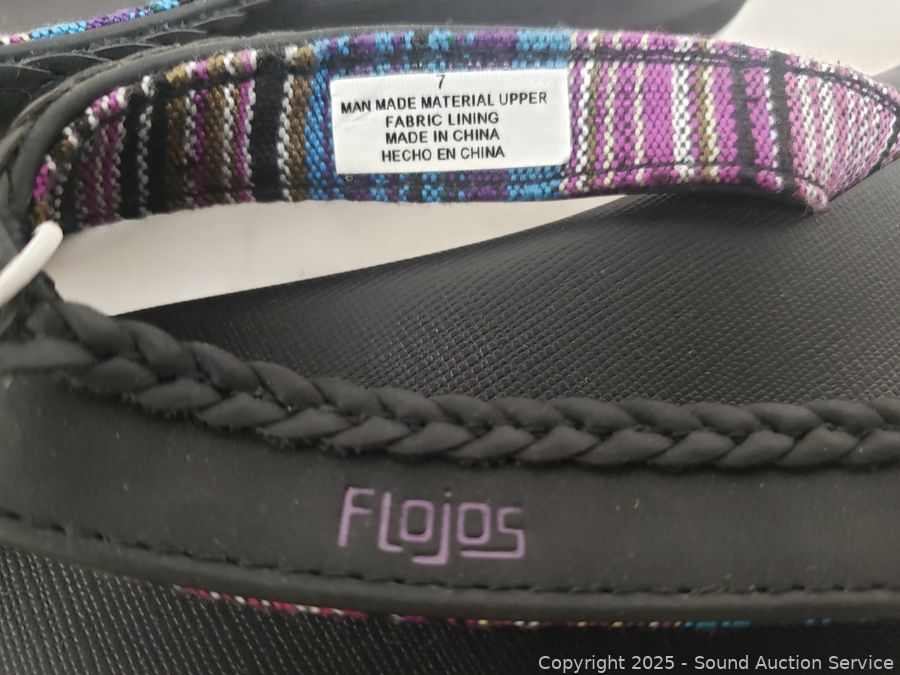 7
MAN MADE MATERIAL UPPER
FABRIC LINING
MADE IN CHINA
HECHO EN CHINA
FLojos
Copyright 2025 - Sound Auction Service